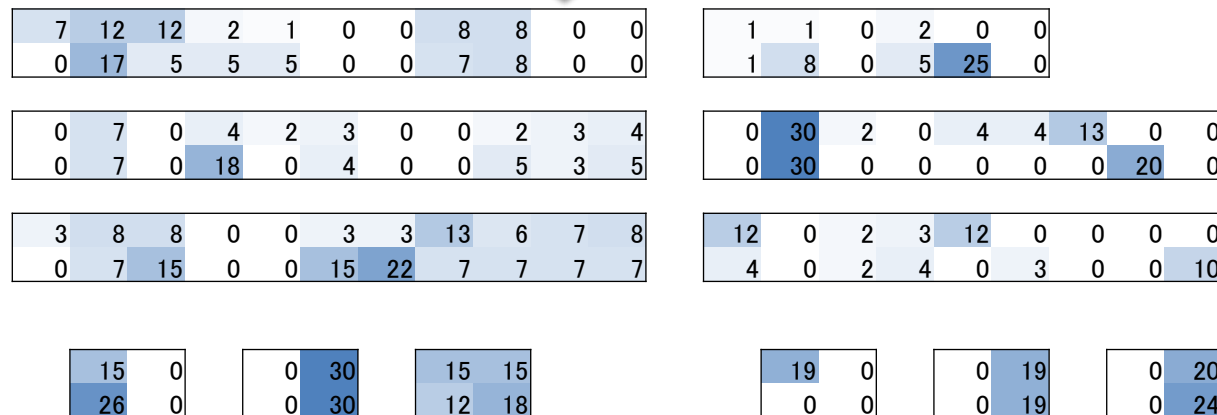 7 12 12 2 1 0 0 8 8 0 0
0 17 5 5 5 0 0 7 8 0 0
1 1 0 2 0 0
1 8 0 5 25 0
0 7 0 4 2 3 0 0 2 3 4
0 7 0 18 0 4 0 0 5 3 5
0 30 2 0 4 4 13 0 0
0 30 0 0 0 0 0 20 0
3 8 8 0 0 3 3 13 6 7 8
0 7 15 0 0 15 22 7 7 7 7
12 0 2 3 12 0 0 0 0
4 0 2 4 0 3 0 0 10
15 0
26 0
0 30
0 30
15 15
12 18
19 0
0 0
0 19
0 19
0 20
0 24